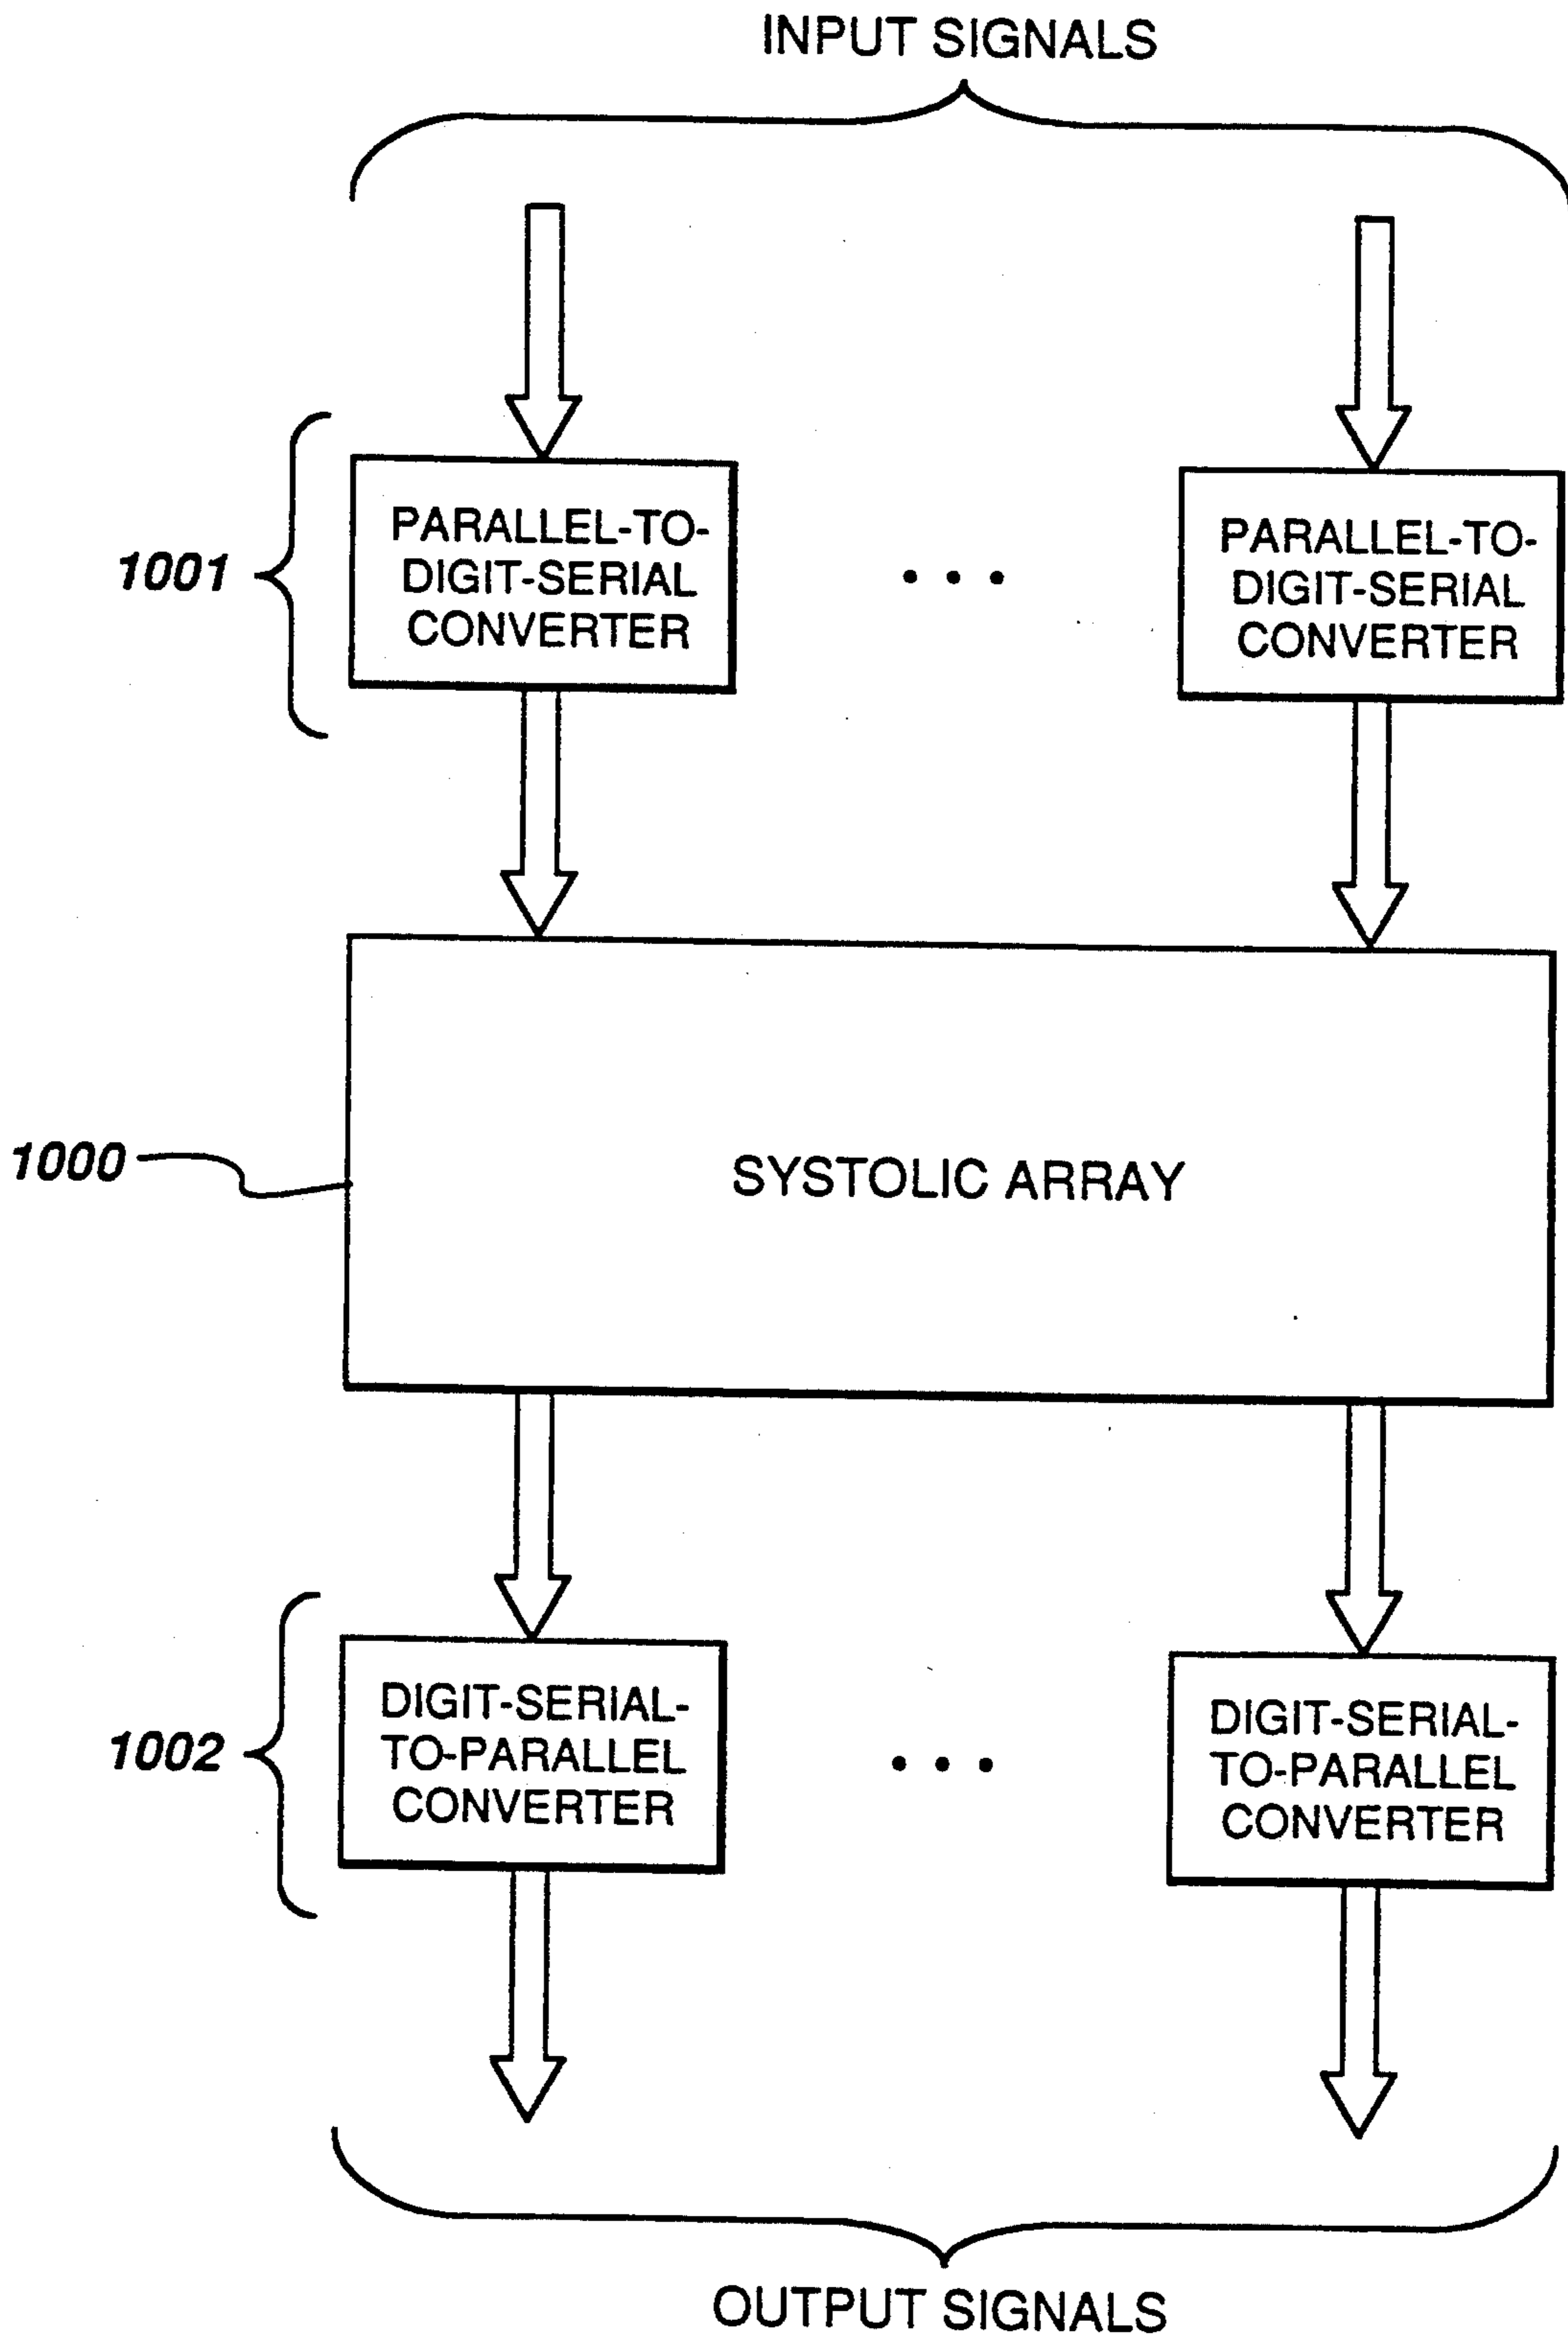 INPUT SIGNALS
1001
PARALLEL-TO-
DIGIT-SERIAL
CONVERTER
• • •
PARALLEL-TO-
DIGIT-SERIAL
CONVERTER
1000
SYSTOLIC ARRAY
1002
DIGIT-SERIAL-
TO-PARALLEL
CONVERTER
• • •
DIGIT-SERIAL-
TO-PARALLEL
CONVERTER
OUTPUT SIGNALS